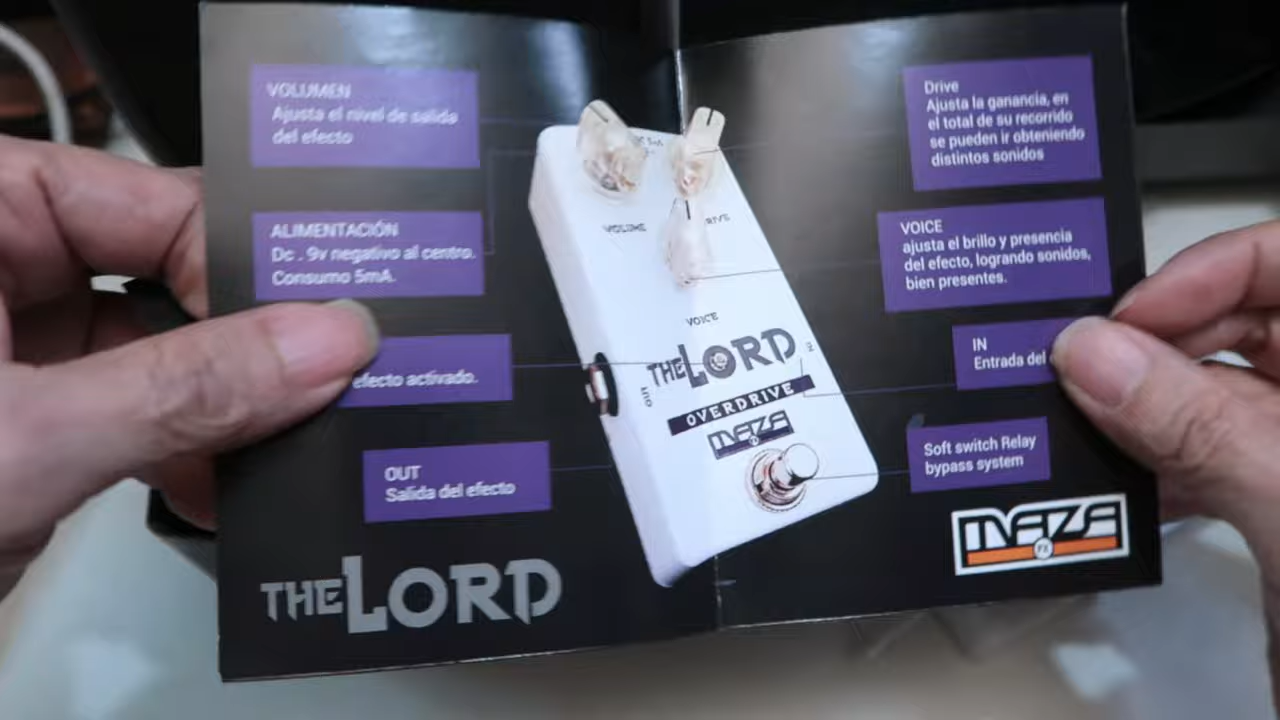 VOLUMEN
Ajusta el nivel de salida
del efecto
ALIMENTACIÓN
Dc . 9v negativo al centro.
Consumo 5mA.
efecto activado.
OUT
Salida del efecto
THE LORD
VOLUME
VOICE
THE LORD
OVERDRIVE
MAZA
OUT
IN
Drive
Ajusta la ganancia, en
el total de su recorrido
se pueden ir obteniendo
distintos sonidos
VOICE
ajusta el brillo y presencia
del efecto, logrando sonidos,
bien presentes.
IN
Entrada del
Soft switch Relay
bypass system
MAZA
FX